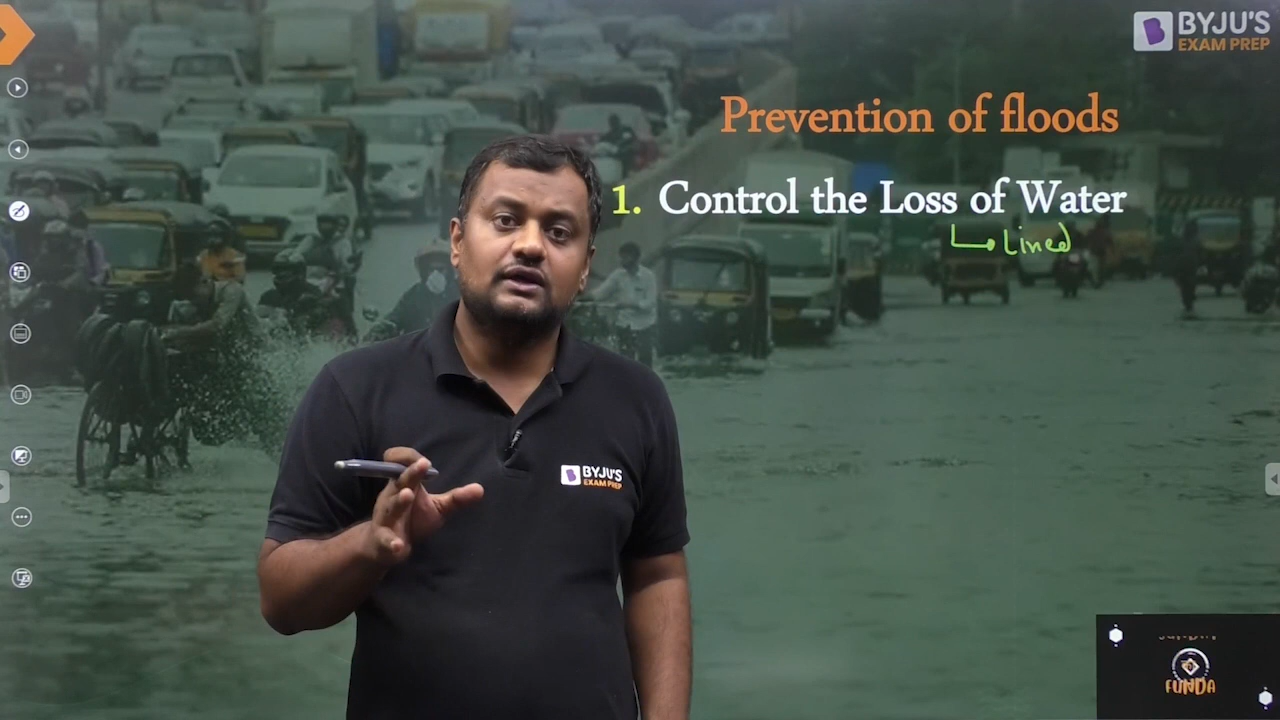 BYJU'S
EXAM PREP
Prevention of floods
1. Control the Loss of Water
Lined
BYJU'S
EXAM PREP
FUNDA